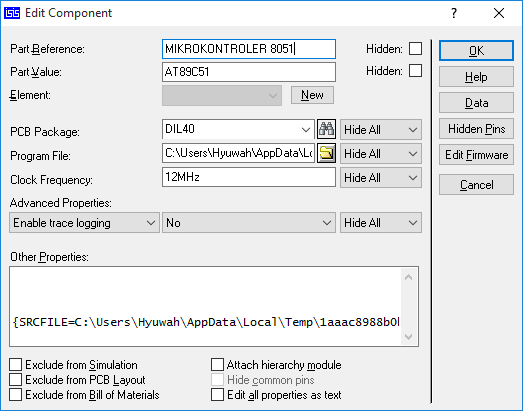 ISIS Edit Component ? ×
Part Reference: MIKROKONTROLER 8051 Hidden: OK
Part Value: AT89C51 Hidden: Help
Element: New Data
PCB Package: DIL40 Hide All Hidden Pins
Program File: C:\Users\Hyuwah\AppData\Lo Hide All Edit Firmware
Clock Frequency: 12MHz Hide All Cancel
Advanced Properties:
Enable trace logging No Hide All
Other Properties:
{SRCFILE=C:\Users\Hyuwah\AppData\Local\Temp\1aaac8988b0b
Exclude from Simulation Attach hierarchy module
Exclude from PCB Layout Hide common pins
Exclude from Bill of Materials Edit all properties as text